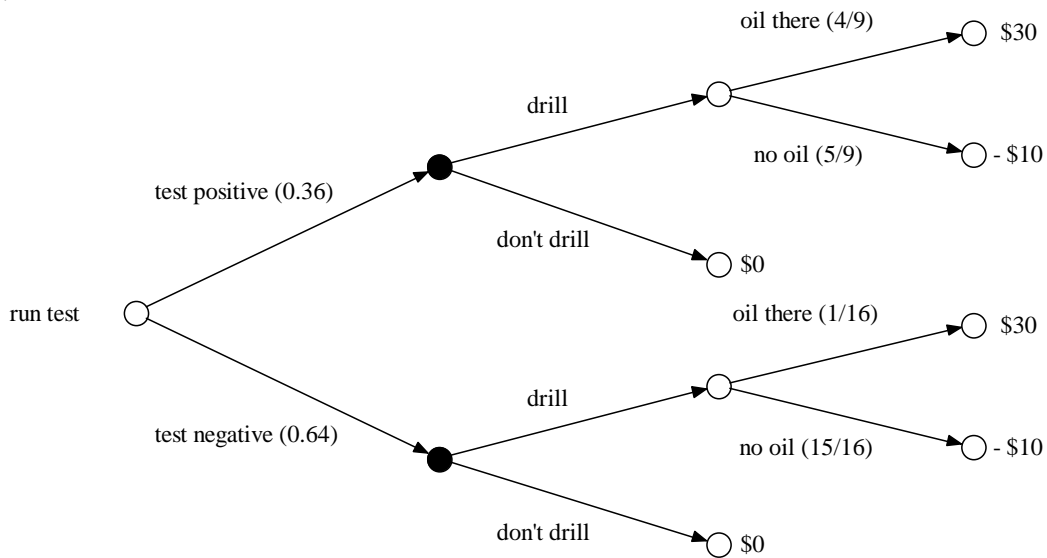 oil there (4/9)
$30
drill
no oil (5/9)
- $10
test positive (0.36)
don't drill
$0
run test
oil there (1/16)
$30
drill
test negative (0.64)
no oil (15/16)
- $10
don't drill
$0